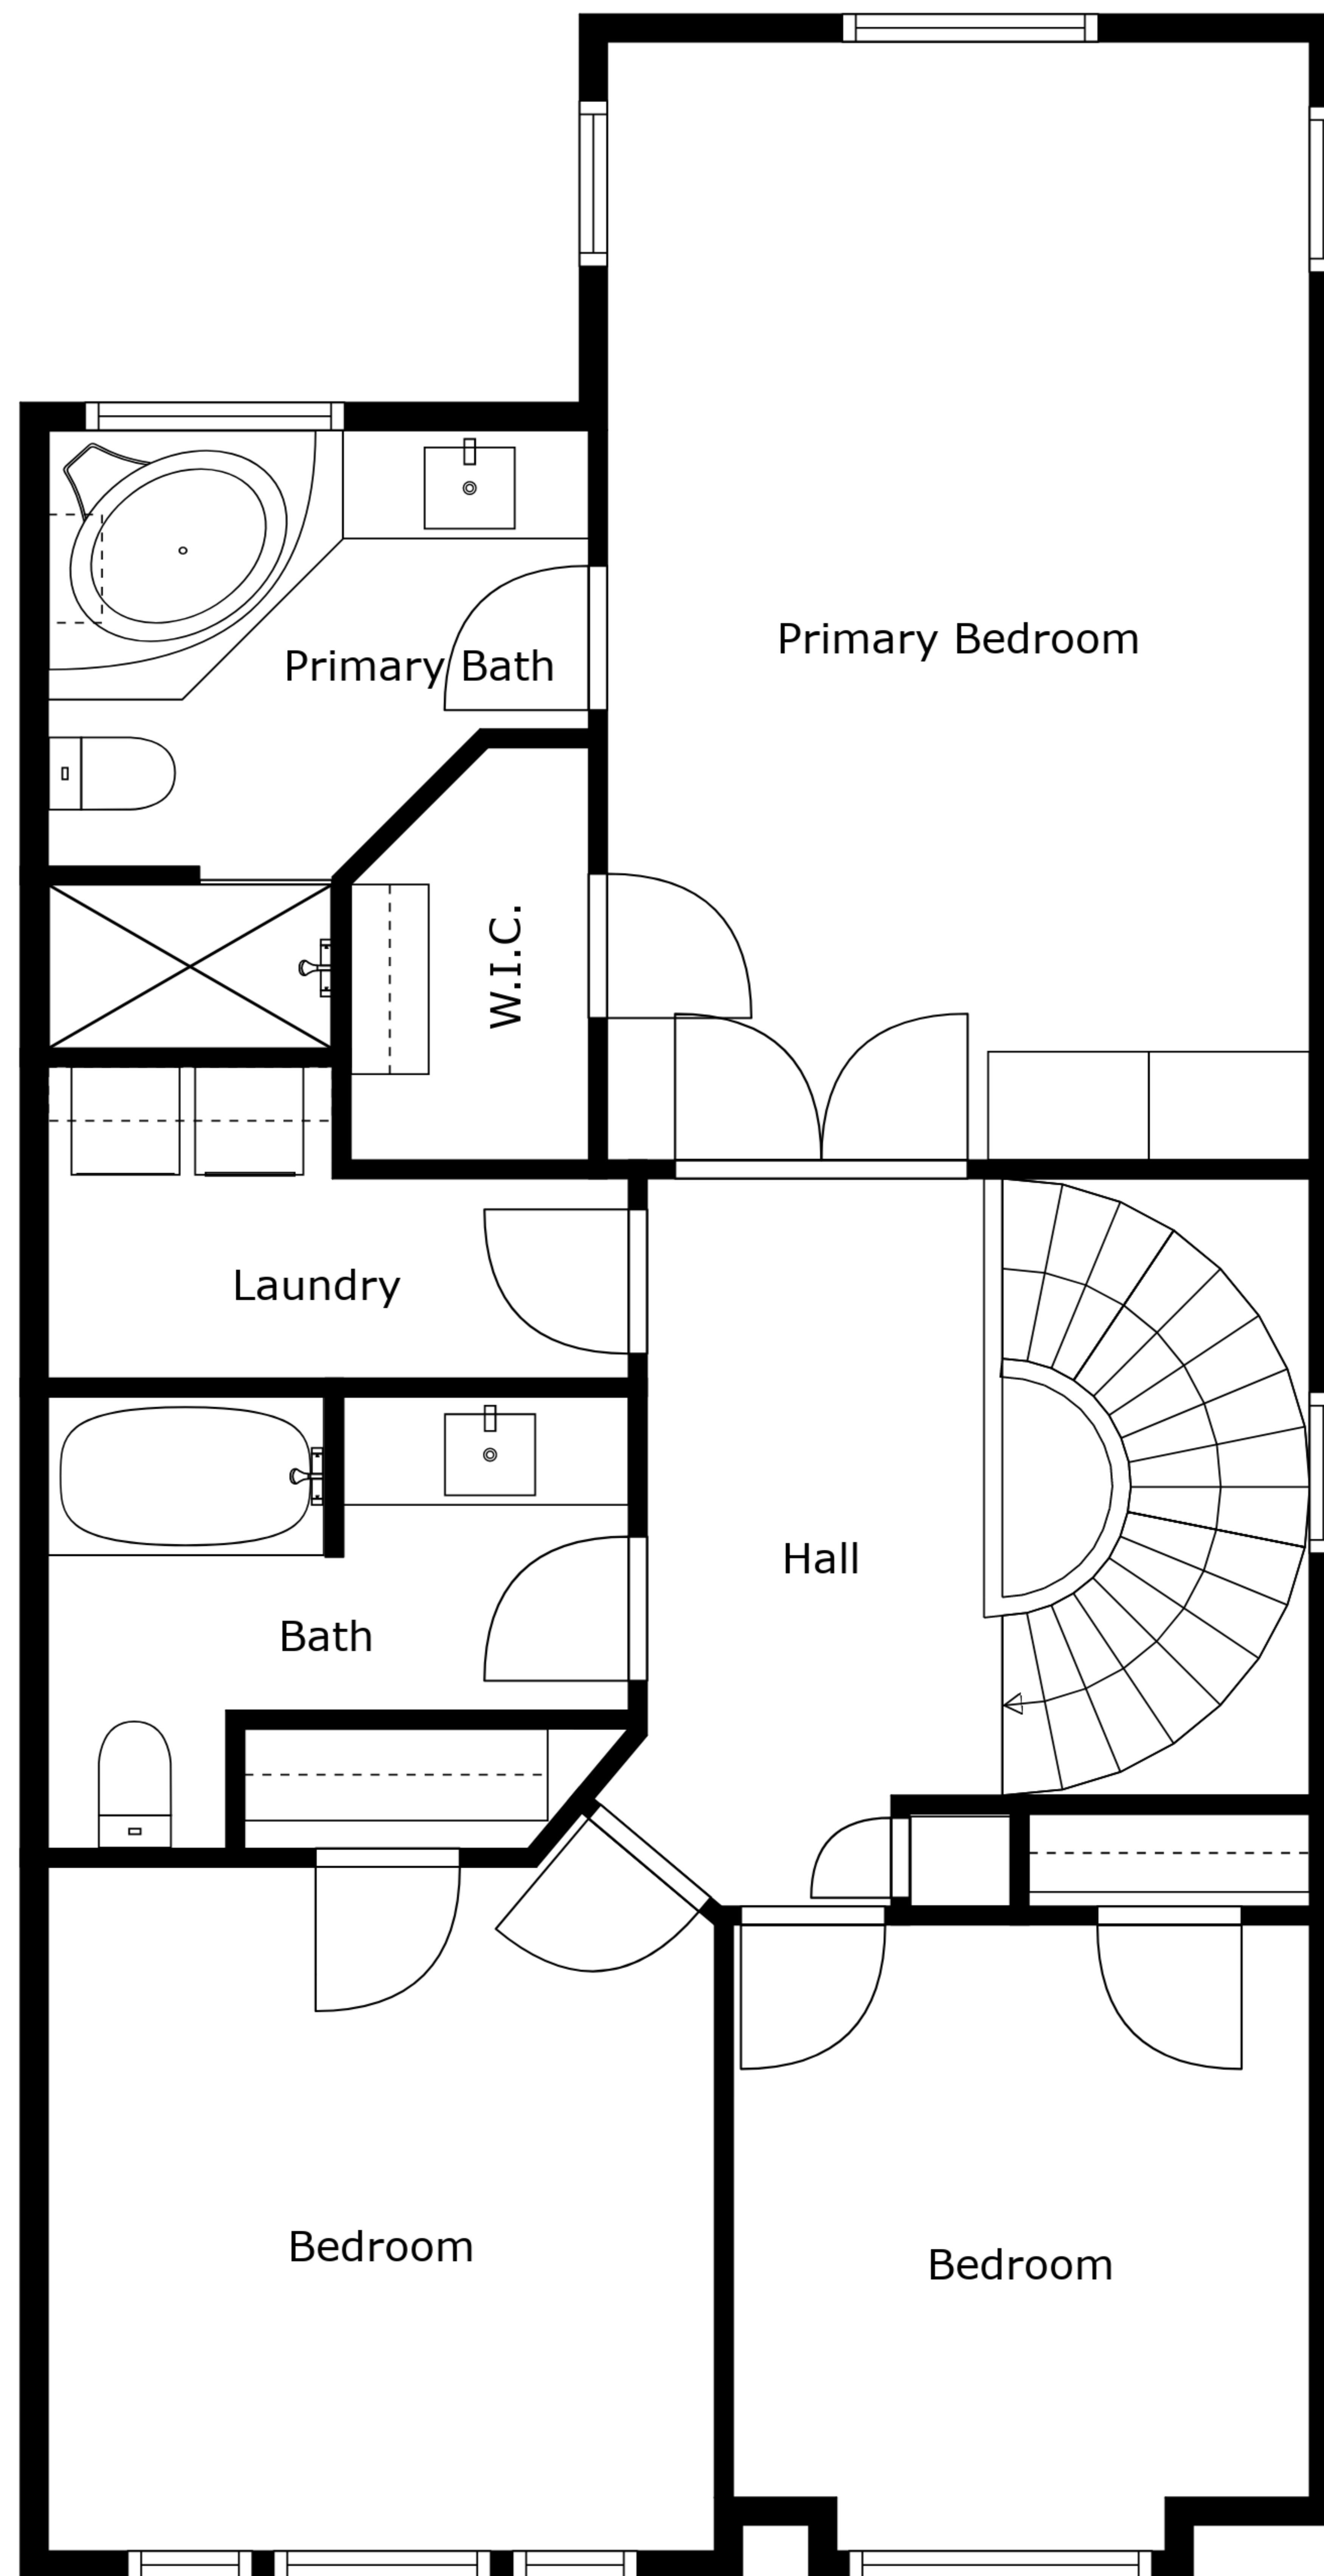 Primary Bedroom
Primary Bath
W.I.C.
Laundry
Hall
Bath
Bedroom
Bedroom